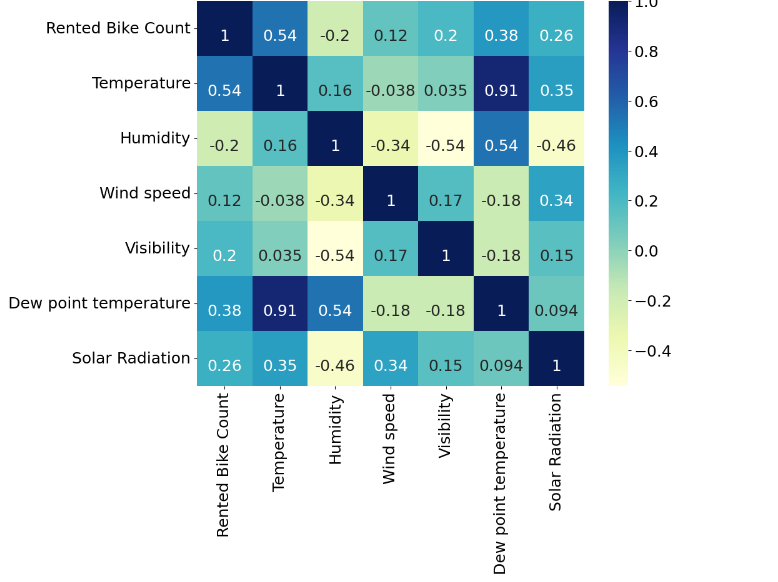 Rented Bike Count 1 0.54 -0.2 0.12 0.2 0.38 0.26
Temperature 0.54 1 0.16 -0.038 0.035 0.91 0.35
Humidity -0.2 0.16 1 -0.34 -0.54 0.54 -0.46
Wind speed 0.12 -0.038 -0.34 1 0.17 -0.18 0.34
Visibility 0.2 0.035 -0.54 0.17 1 -0.18 0.15
Dew point temperature 0.38 0.91 0.54 -0.18 -0.18 1 0.094
Solar Radiation 0.26 0.35 -0.46 0.34 0.15 0.094 1
Rented Bike Count
Temperature
Humidity
Wind speed
Visibility
Dew point temperature
Solar Radiation
1.0
0.8
0.6
0.4
0.2
0.0
−0.2
−0.4